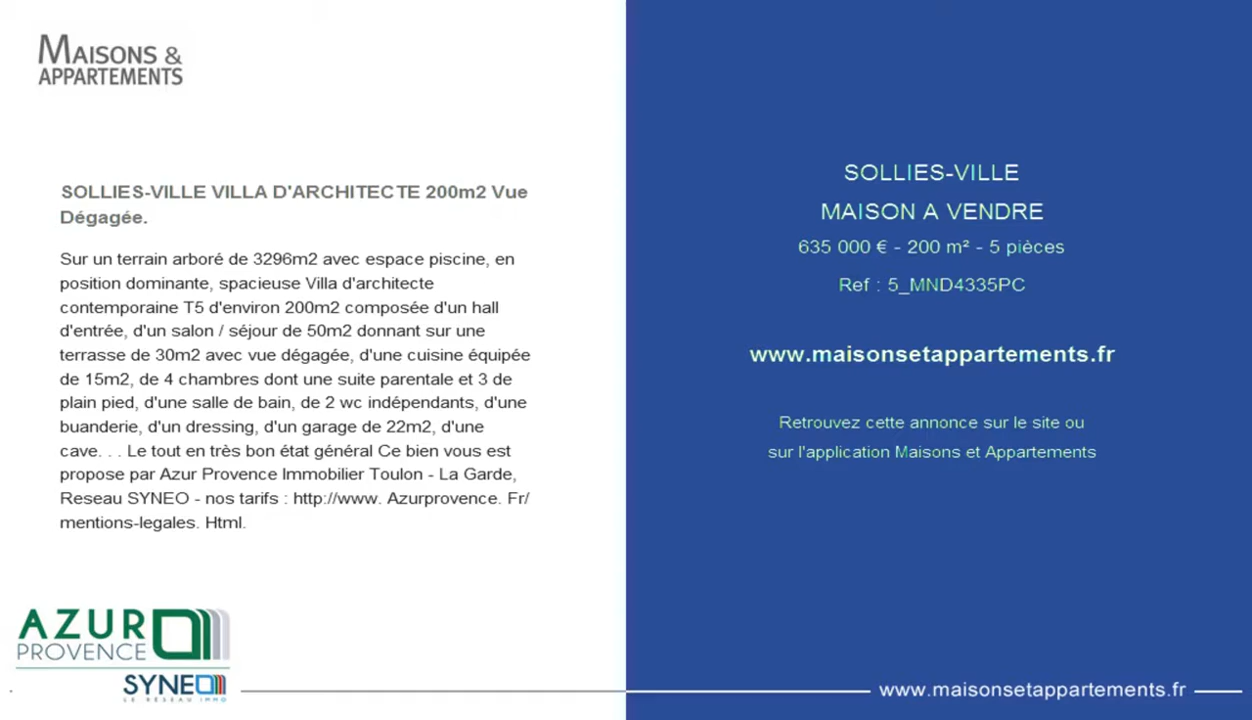 MAISONS &
APPARTEMENTS
SOLLIES-VILLE VILLA D'ARCHITECTE 200m2 Vue
Dégagée.
Sur un terrain arboré de 3296m2 avec espace piscine, en
position dominante, spacieuse Villa d'architecte
contemporaine T5 d'environ 200m2 composée d'un hall
d'entrée, d'un salon / séjour de 50m2 donnant sur une
terrasse de 30m2 avec vue dégagée, d'une cuisine équipée
de 15m2, de 4 chambres dont une suite parentale et 3 de
plain pied, d'une salle de bain, de 2 wc indépendants, d'une
buanderie, d'un dressing, d'un garage de 22m2, d'une
cave. . . Le tout en très bon état général Ce bien vous est
propose par Azur Provence Immobilier Toulon - La Garde,
Reseau SYNEO - nos tarifs : http://www. Azurprovence. Fr/
mentions-legales. Html.
AZUR
PROVENCE
SYNEO
LE RÉSEAU IMMO
SOLLIES-VILLE
MAISON A VENDRE
635 000 € - 200 m² - 5 pièces
Ref : 5_MND4335PC
www.maisonsetappartements.fr
Retrouvez cette annonce sur le site ou
sur l'application Maisons et Appartements
www.maisonsetappartements.fr